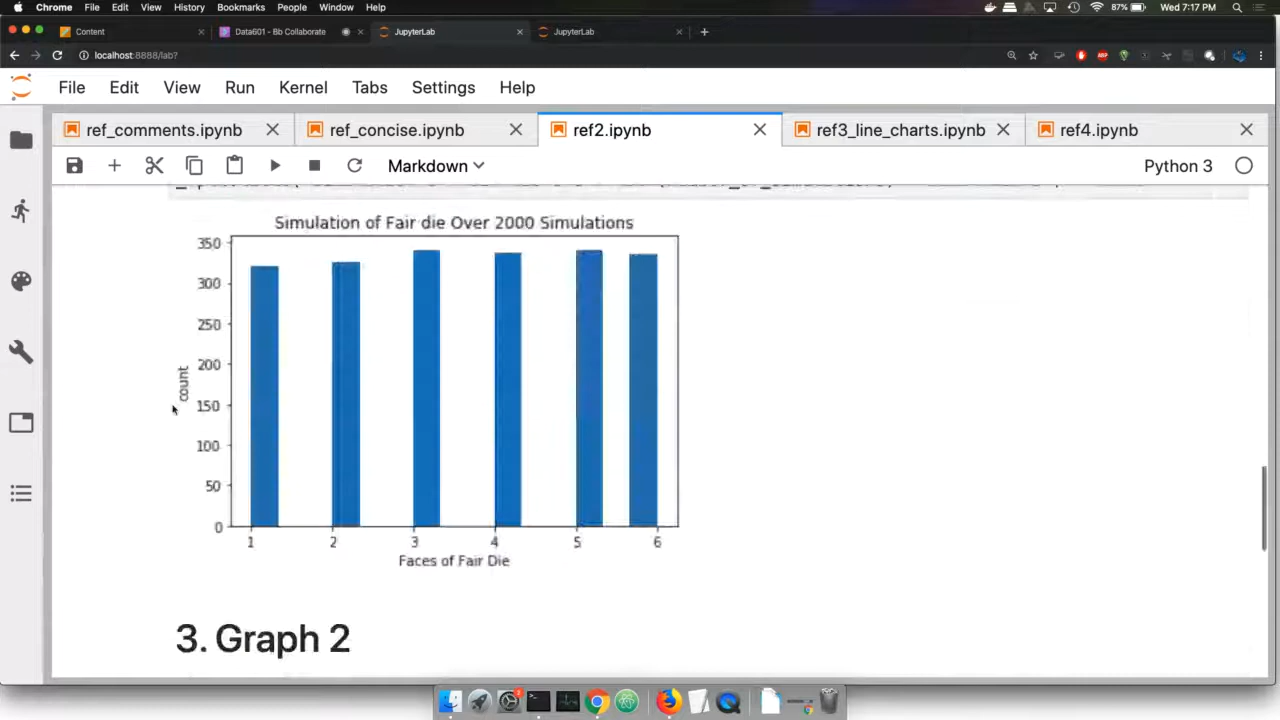 Chrome File Edit View History Bookmarks People Window Help 87% Wed 7:17 PM
Content Data601 - Bb Collaborate JupyterLab JupyterLab
localhost:8888/lab?
File Edit View Run Kernel Tabs Settings Help
ref_comments.ipynb ref_concise.ipynb ref2.ipynb ref3_line_charts.ipynb ref4.ipynb
Markdown Python 3
Simulation of Fair die Over 2000 Simulations
350
300
250
200
150
100
50
0
count
1 2 3 4 5 6
Faces of Fair Die
3. Graph 2